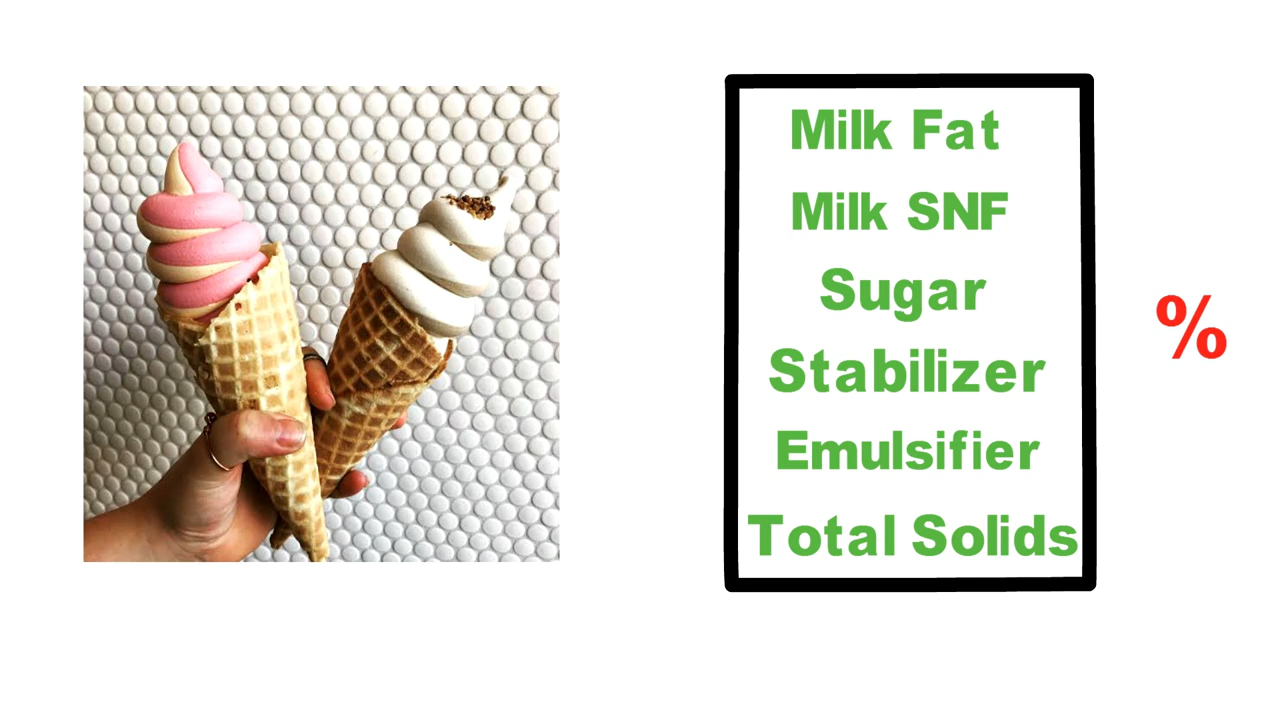 Milk Fat
Milk SNF
Sugar
Stabilizer
Emulsifier
Total Solids
%